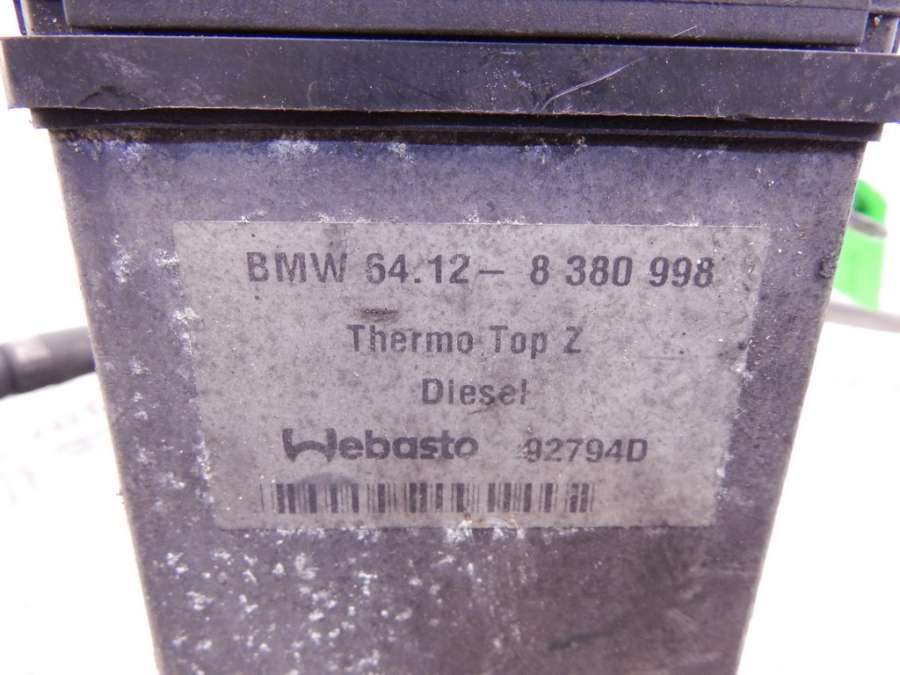 BMW 64.12- 8 380 998
Thermo Top Z
Diesel
Webasto 92794D